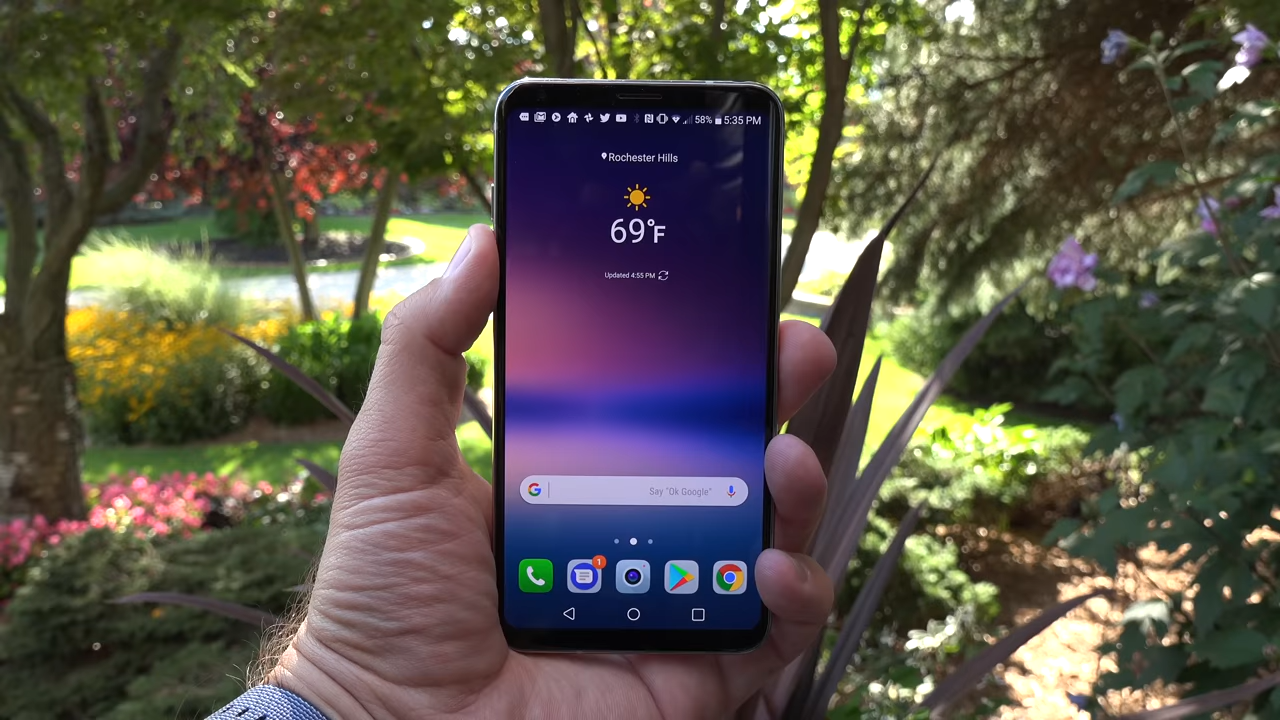 58% 5:35 PM
Rochester Hills
69°F
Updated 4:55 PM
Say "Ok Google"
1